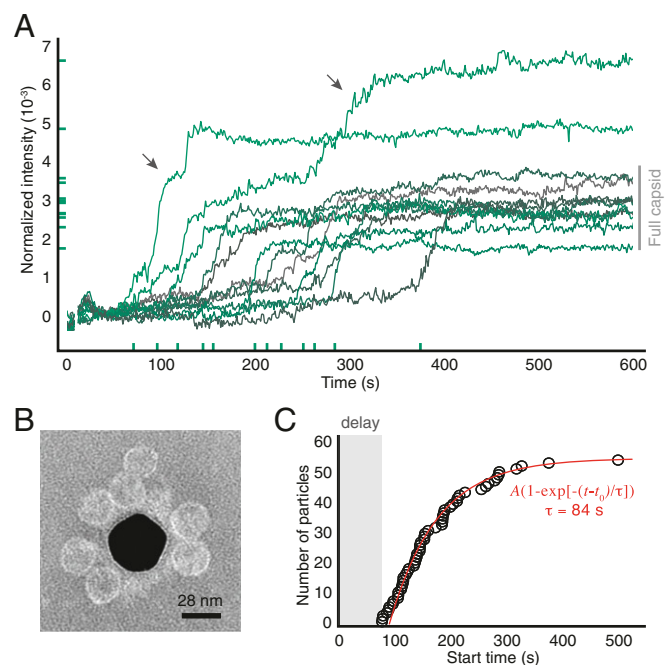 A
Normalized intensity (10⁻³)
7
6
5
4
3
2
1
0
Full capsid
0 100 200 300 400 500 600
Time (s)
B
28 nm
C
delay
Number of particles
60
50
40
30
20
10
0
A(1-exp[-(t-t₀)/τ])
τ = 84 s
0 100 200 300 400 500
Start time (s)